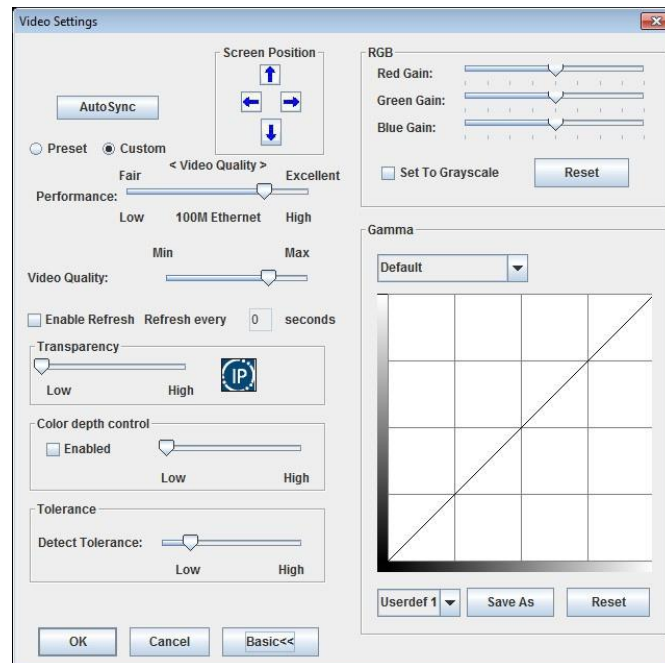 Video Settings
Screen Position
AutoSync
Preset Custom
< Video Quality >
Fair Excellent
Performance:
Low 100M Ethernet High
Min Max
Video Quality:
Enable Refresh Refresh every 0 seconds
Transparency
Low High
IP
Color depth control
Enabled
Low High
Tolerance
Detect Tolerance:
Low High
OK Cancel Basic<<
RGB
Red Gain:
Green Gain:
Blue Gain:
Set To Grayscale Reset
Gamma
Default
Userdef 1 Save As Reset